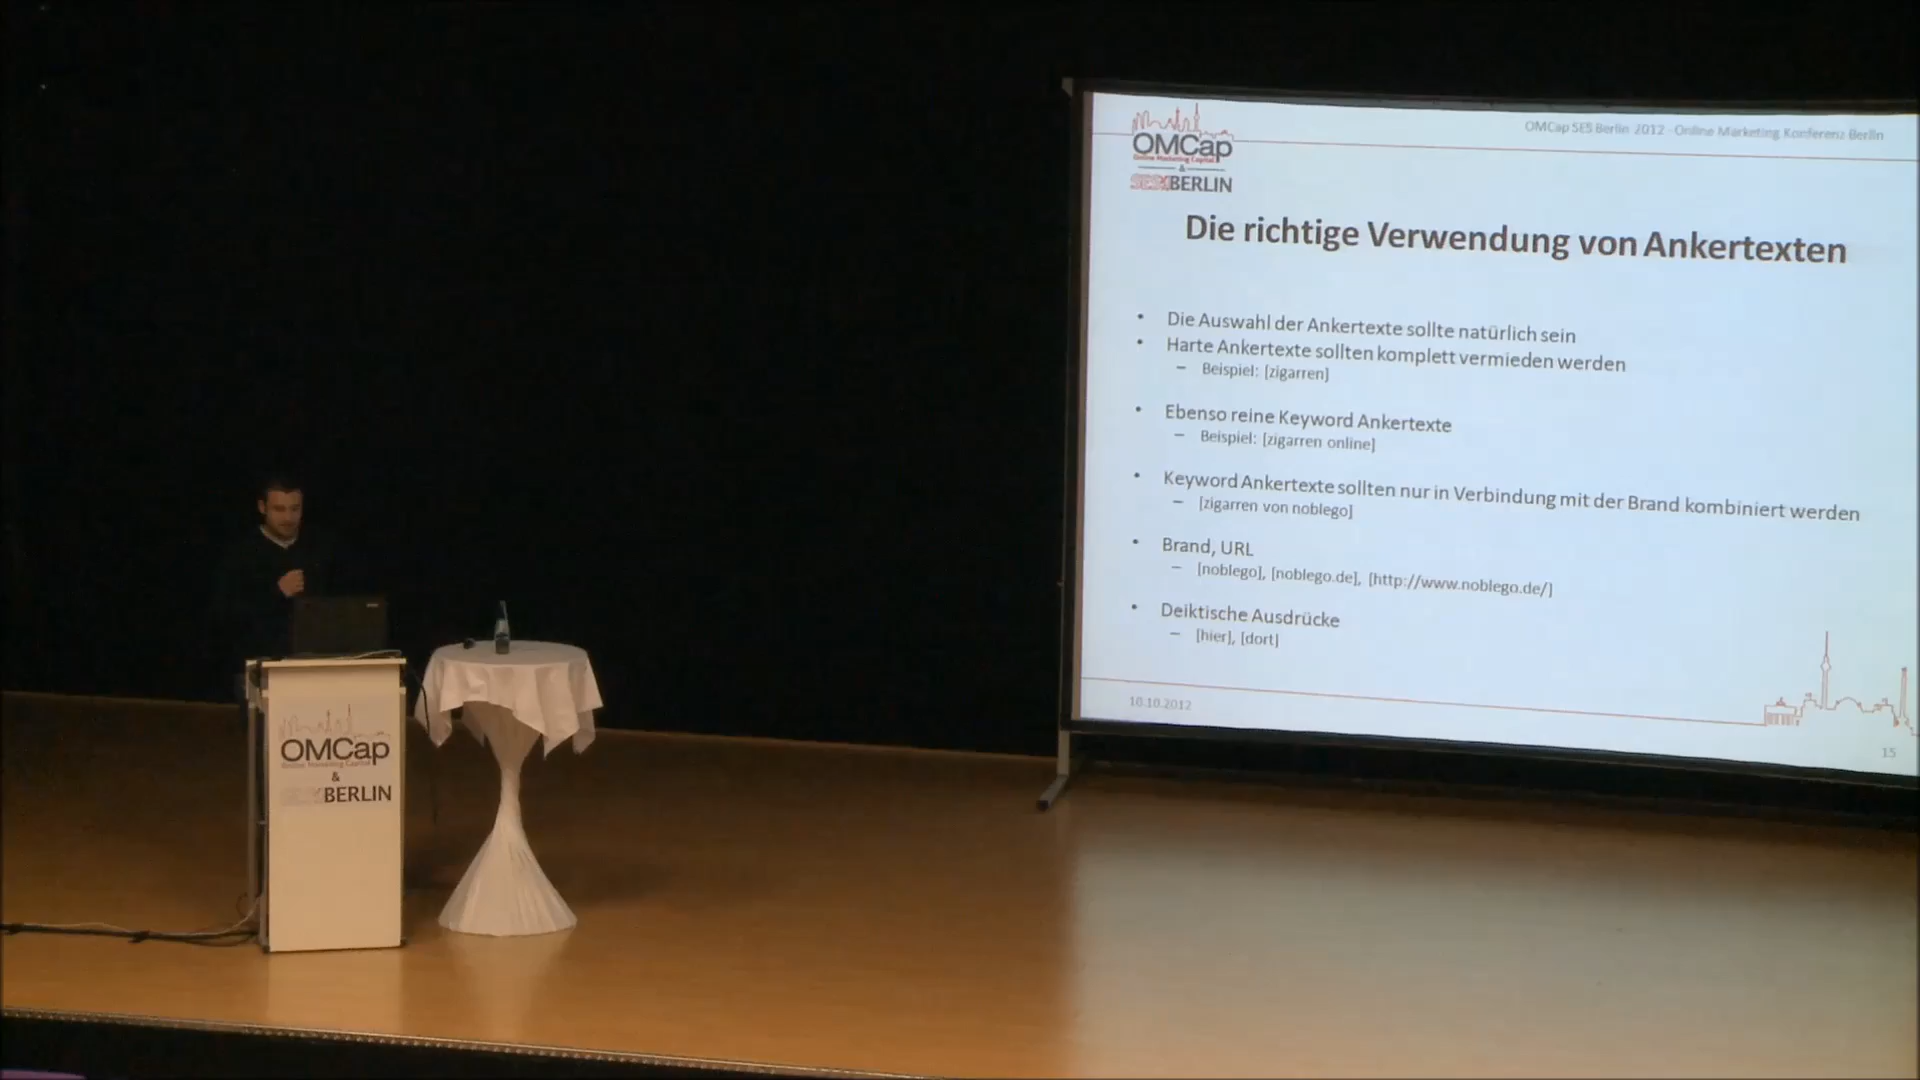 OMCap
Online Marketing Capital
&
BERLIN
OMCap SES Berlin 2012 - Online Marketing Konferenz Berlin
OMCap
Online Marketing Capital
&
SES BERLIN
Die richtige Verwendung von Ankertexten
• Die Auswahl der Ankertexte sollte natürlich sein
• Harte Ankertexte sollten komplett vermieden werden
– Beispiel: [zigarren]
• Ebenso reine Keyword Ankertexte
– Beispiel: [zigarren online]
• Keyword Ankertexte sollten nur in Verbindung mit der Brand kombiniert werden
– [zigarren von noblego]
• Brand, URL
– [noblego], [noblego.de], [http://www.noblego.de/]
• Deiktische Ausdrücke
– [hier], [dort]
10.10.2012
15